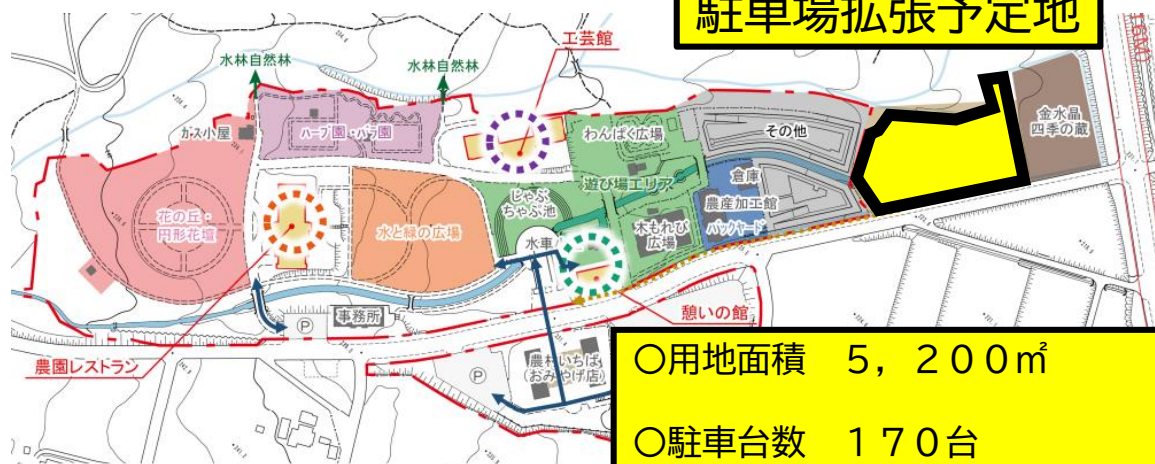 駐車場拡張予定地
工芸館
水林自然林
水林自然林
ガス小屋
ハーブ園・バラ園
わんぱく広場
その他
金水晶
四季の蔵
遊び場エリア
倉庫
じゃぶ
ちゃぶ池
農産加工館
花の丘・
円形花壇
水と緑の広場
木もれび
広場
バックヤード
水車
憩いの館
P
事務所
農園レストラン
P
農村いちば
(おみやげ店)
○用地面積 5,200㎡
○駐車台数 170台